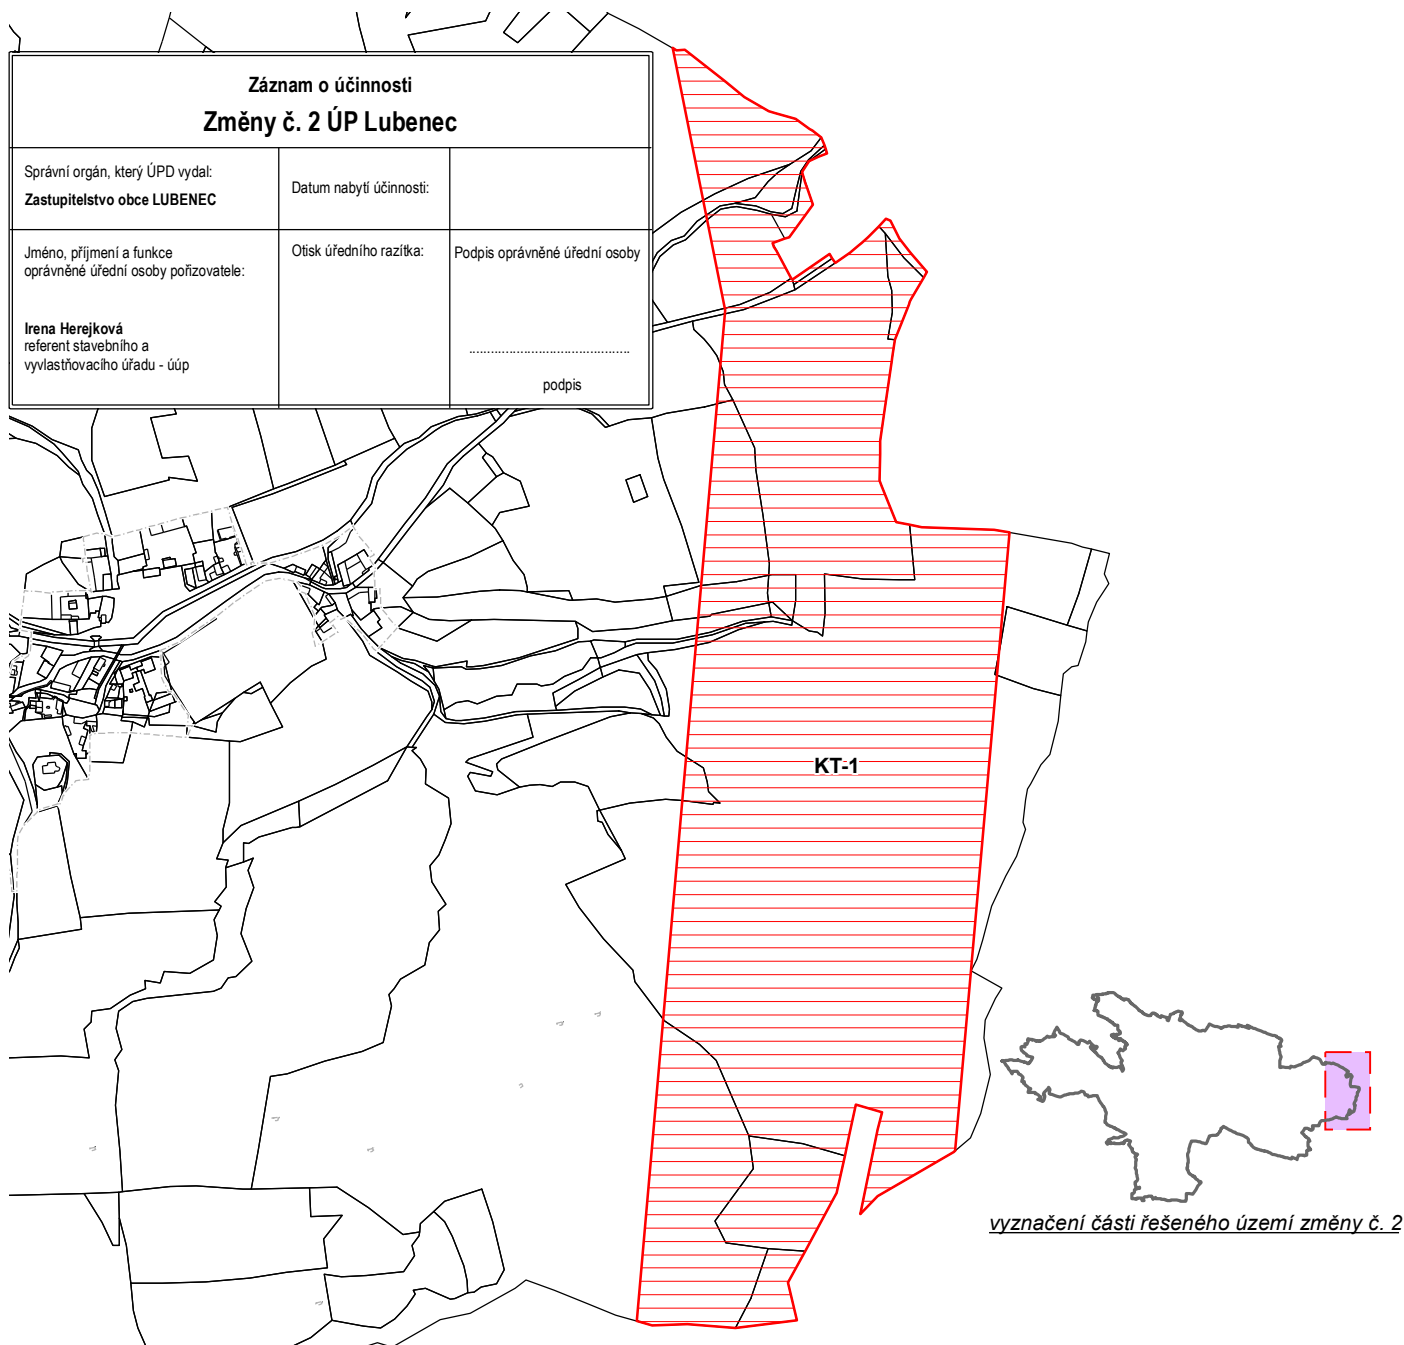 Záznam o účinnosti
Změny č. 2 ÚP Lubenec
Správní orgán, který ÚPD vydal:
Zastupitelstvo obce LUBENEC
Datum nabytí účinnosti:
Jméno, příjmení a funkce
oprávněné úřední osoby pořizovatele:
Irena Herejková
referent stavebního a
vyvlastňovacího úřadu - úúp
Otisk úředního razítka:
Podpis oprávněné úřední osoby
podpis
KT-1
vyznačení části řešeného území změny č. 2